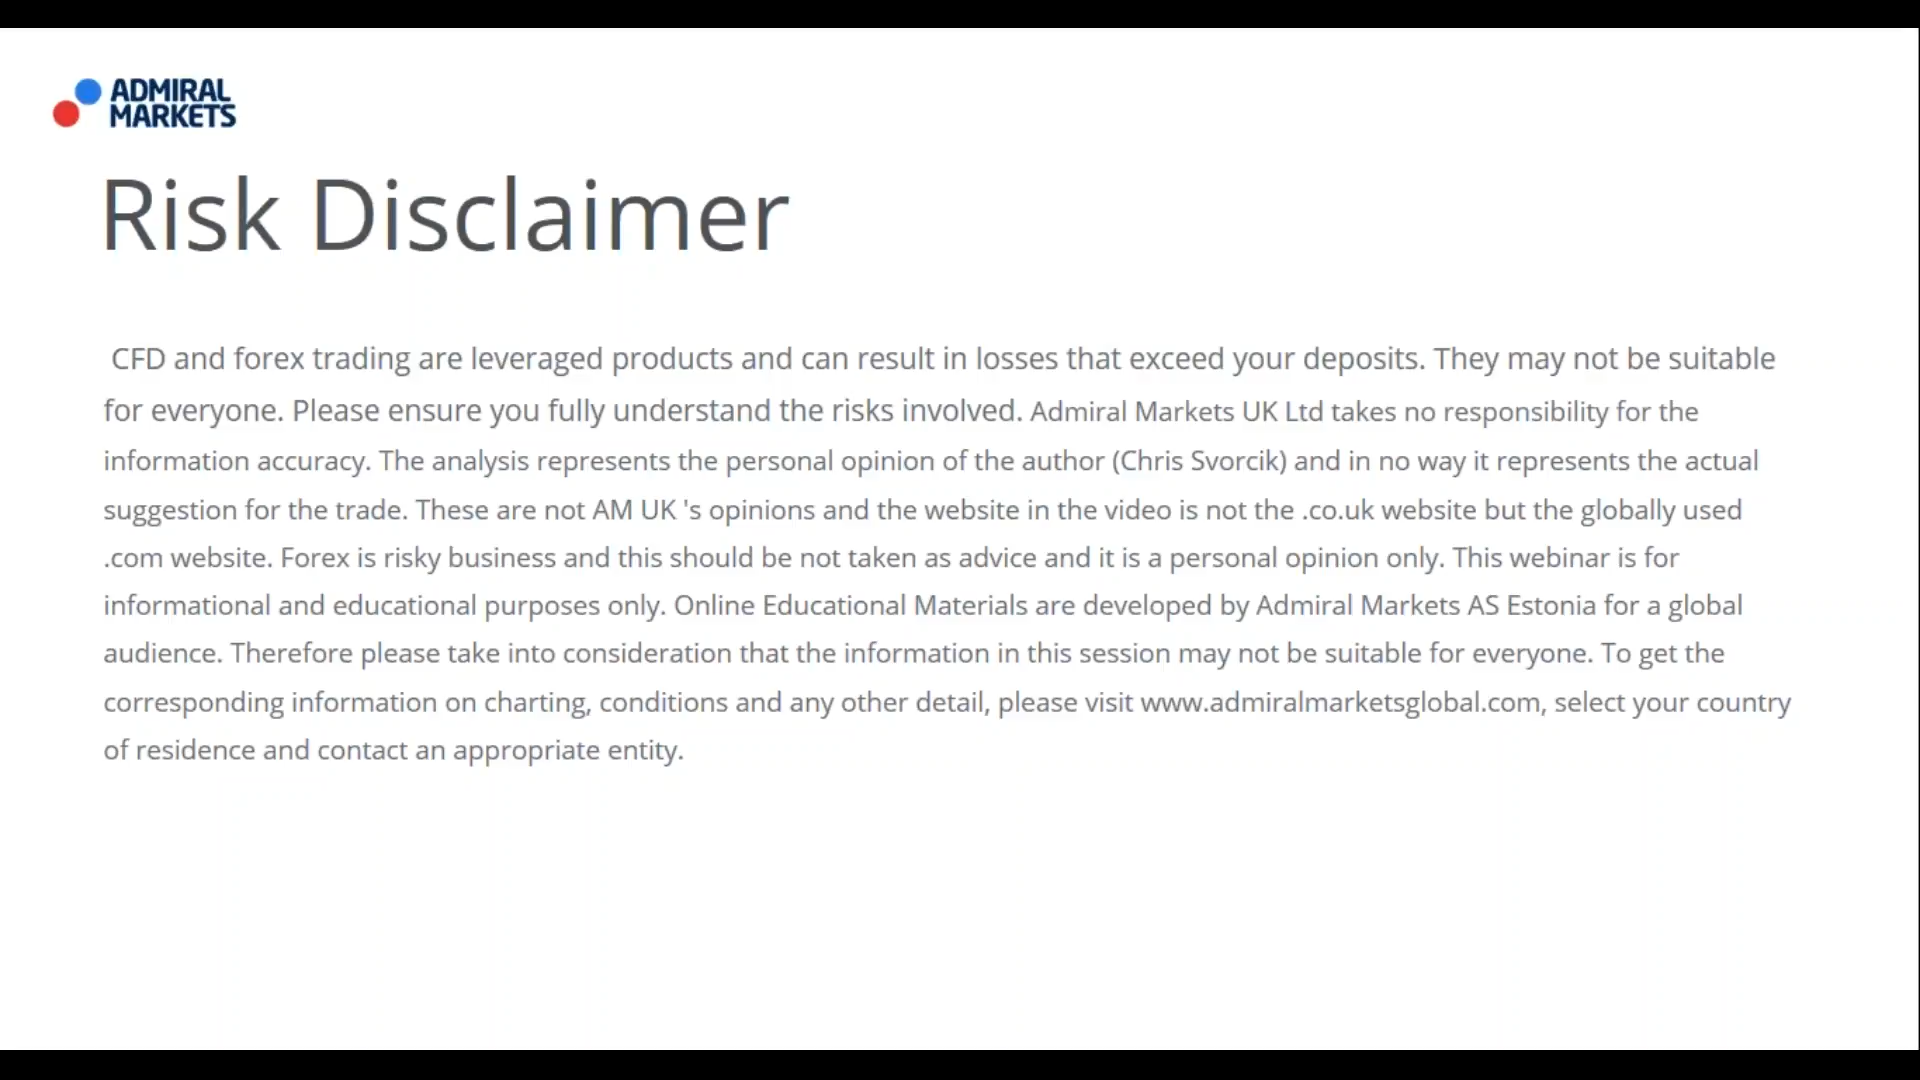 ADMIRAL
MARKETS
Risk Disclaimer
CFD and forex trading are leveraged products and can result in losses that exceed your deposits. They may not be suitable
for everyone. Please ensure you fully understand the risks involved. Admiral Markets UK Ltd takes no responsibility for the
information accuracy. The analysis represents the personal opinion of the author (Chris Svorcik) and in no way it represents the actual
suggestion for the trade. These are not AM UK 's opinions and the website in the video is not the .co.uk website but the globally used
.com website. Forex is risky business and this should be not taken as advice and it is a personal opinion only. This webinar is for
informational and educational purposes only. Online Educational Materials are developed by Admiral Markets AS Estonia for a global
audience. Therefore please take into consideration that the information in this session may not be suitable for everyone. To get the
corresponding information on charting, conditions and any other detail, please visit www.admiralmarketsglobal.com, select your country
of residence and contact an appropriate entity.